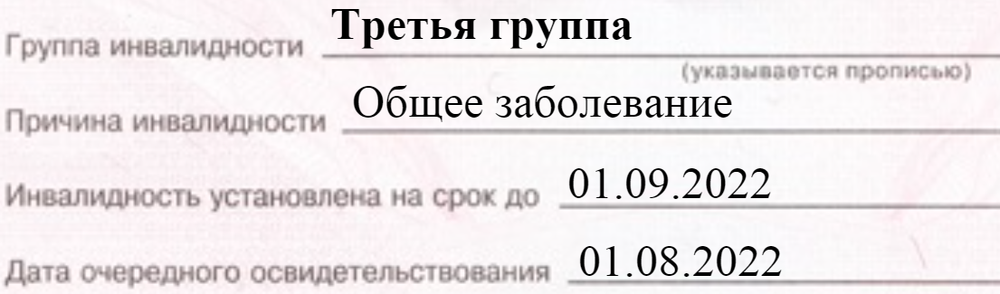 Группа инвалидности Третья группа
(указывается прописью)
Причина инвалидности Общее заболевание
Инвалидность установлена на срок до 01.09.2022
Дата очередного освидетельствования 01.08.2022